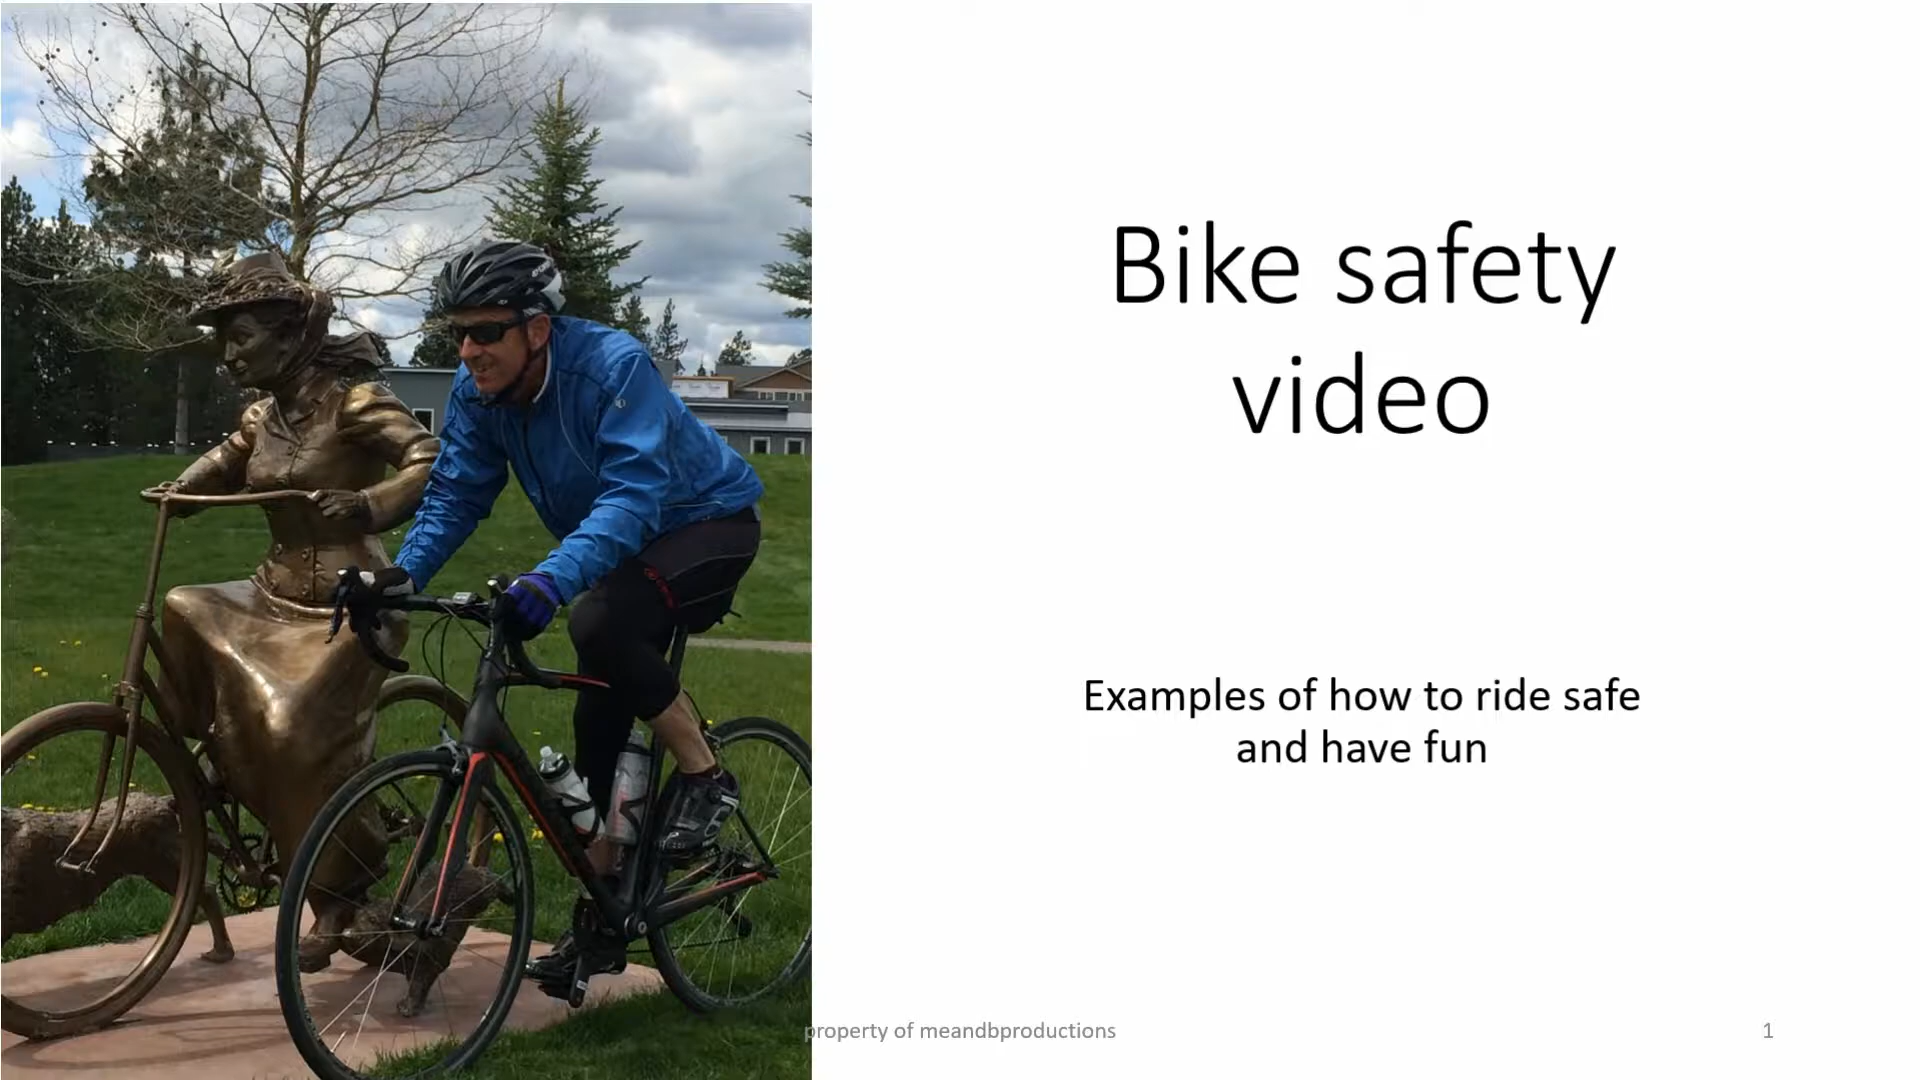 Bike safety
video
Examples of how to ride safe
and have fun
property of meandbproductions
1